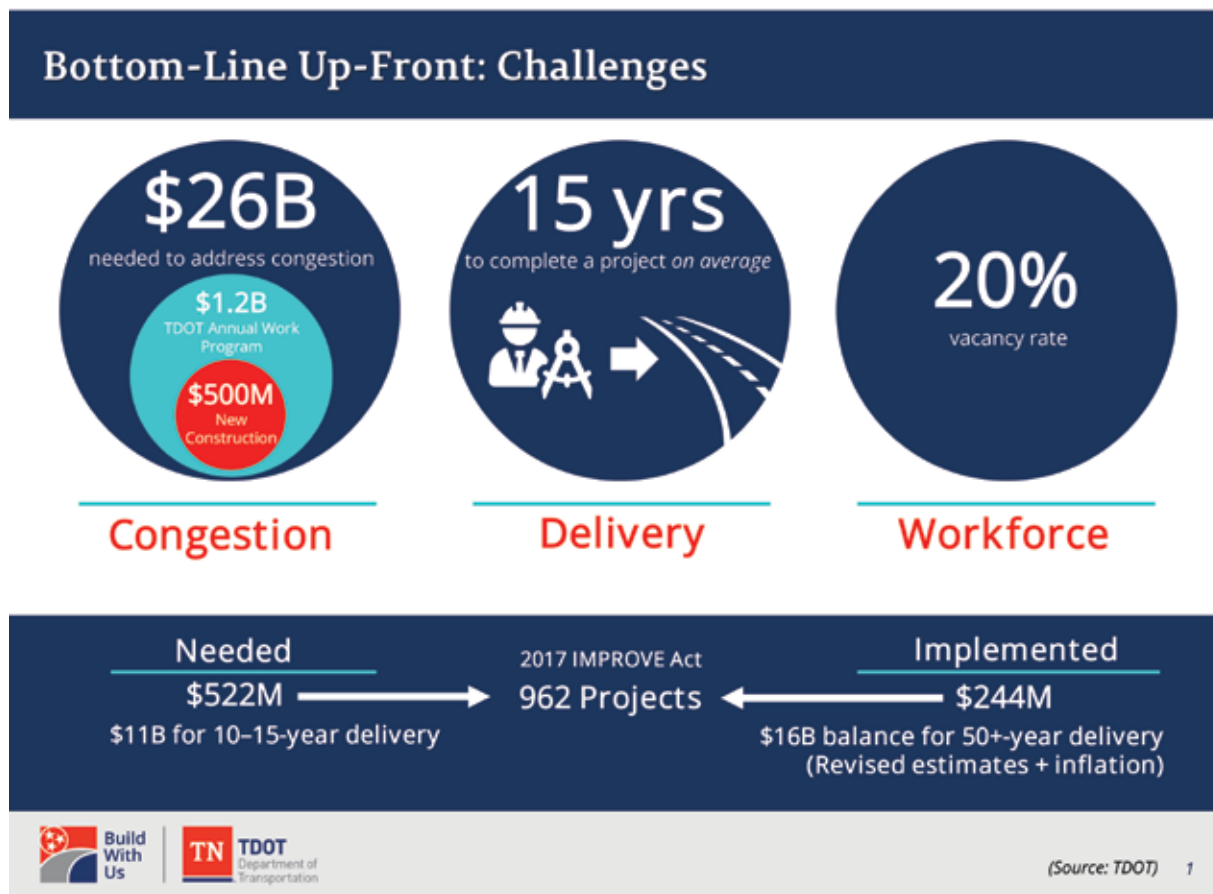 Bottom-Line Up-Front: Challenges
$26B
needed to address congestion
$1.2B
TDOT Annual Work
Program
$500M
New
Construction
Congestion
15 yrs
to complete a project on average
Delivery
20%
vacancy rate
Workforce
Needed
$522M
$11B for 10–15-year delivery
2017 IMPROVE Act
962 Projects
Implemented
$244M
$16B balance for 50+-year delivery
(Revised estimates + inflation)
Build
With
Us
TN
TDOT
Department of
Transportation
(Source: TDOT) 1